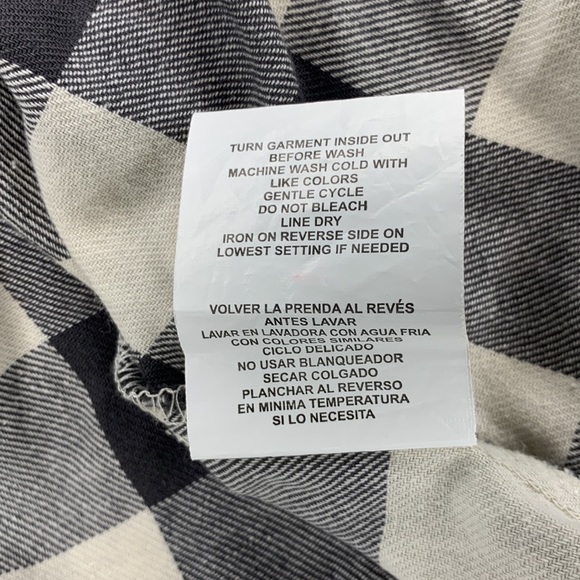 TURN GARMENT INSIDE OUT
BEFORE WASH
MACHINE WASH COLD WITH
LIKE COLORS
GENTLE CYCLE
DO NOT BLEACH
LINE DRY
IRON ON REVERSE SIDE ON
LOWEST SETTING IF NEEDED
VOLVER LA PRENDA AL REVÉS
ANTES LAVAR
LAVAR EN LAVADORA CON AGUA FRIA
CON COLORES SIMILARES
CICLO DELICADO
NO USAR BLANQUEADOR
SECAR COLGADO
PLANCHAR AL REVERSO
EN MINIMA TEMPERATURA
SI LO NECESITA